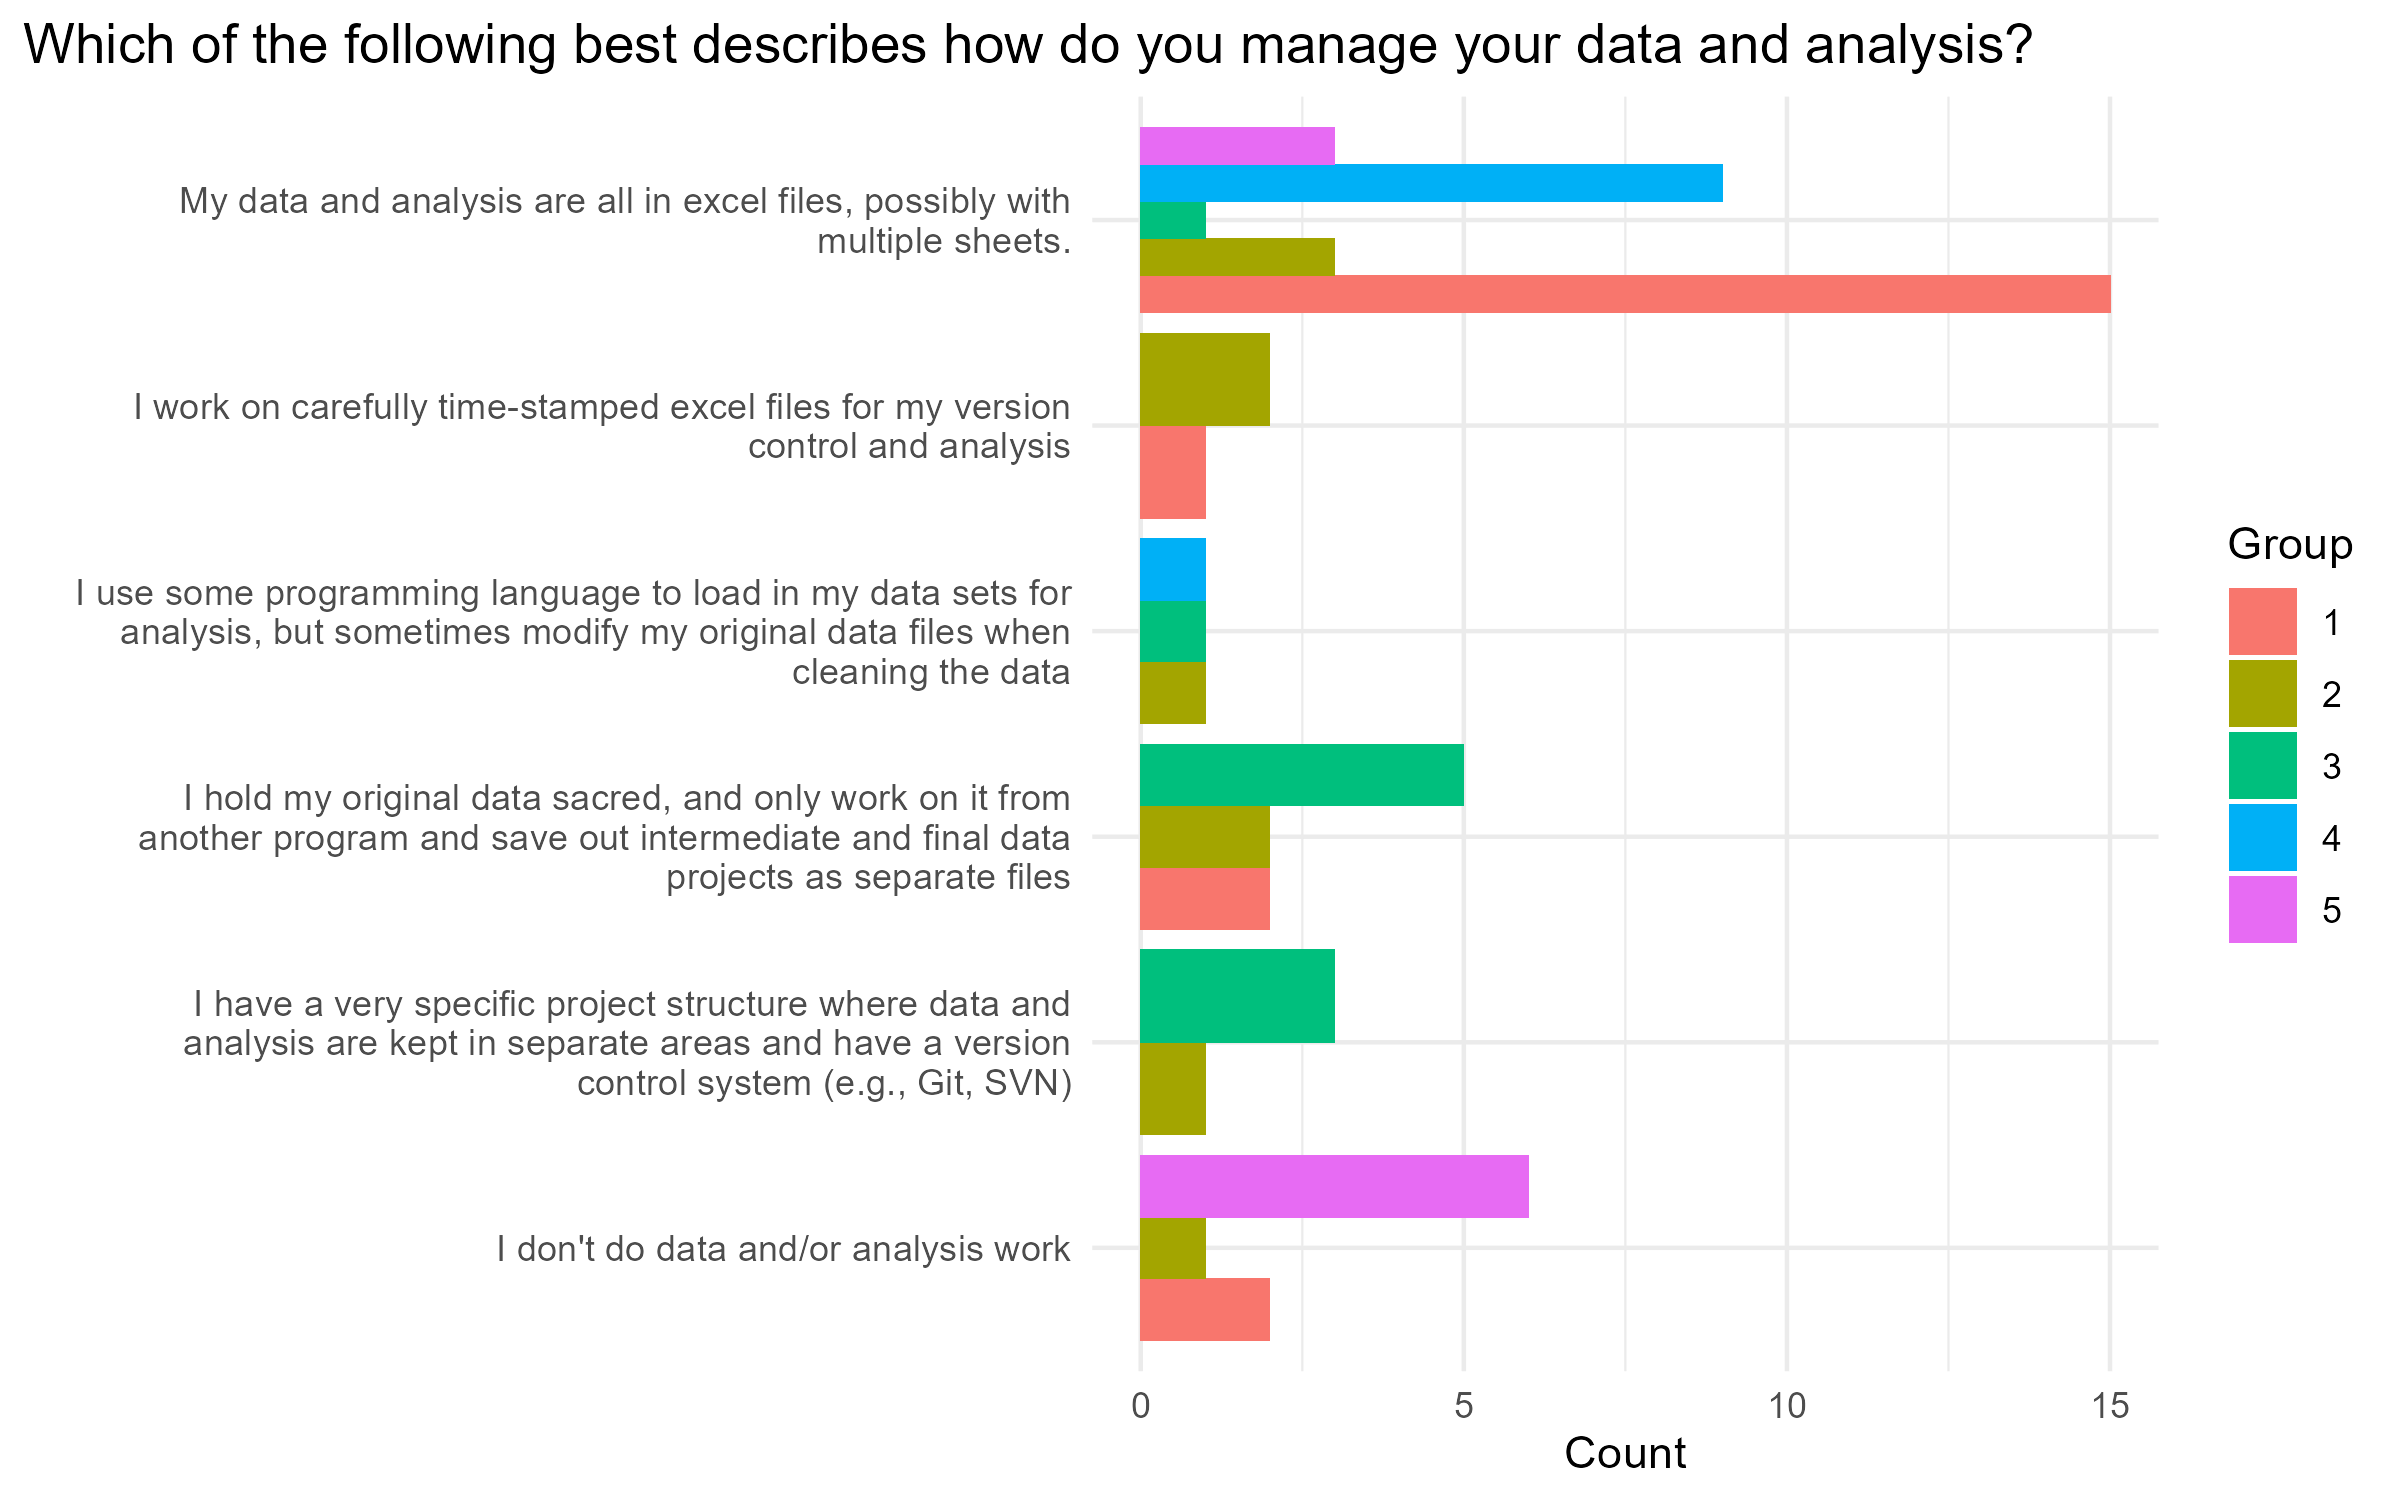 Which of the following best describes how do you manage your data and analysis?
My data and analysis are all in excel files, possibly with
multiple sheets.
I work on carefully time-stamped excel files for my version
control and analysis
I use some programming language to load in my data sets for
analysis, but sometimes modify my original data files when
cleaning the data
I hold my original data sacred, and only work on it from
another program and save out intermediate and final data
projects as separate files
I have a very specific project structure where data and
analysis are kept in separate areas and have a version
control system (e.g., Git, SVN)
I don't do data and/or analysis work
0 5 10 15
Count
Group
1
2
3
4
5